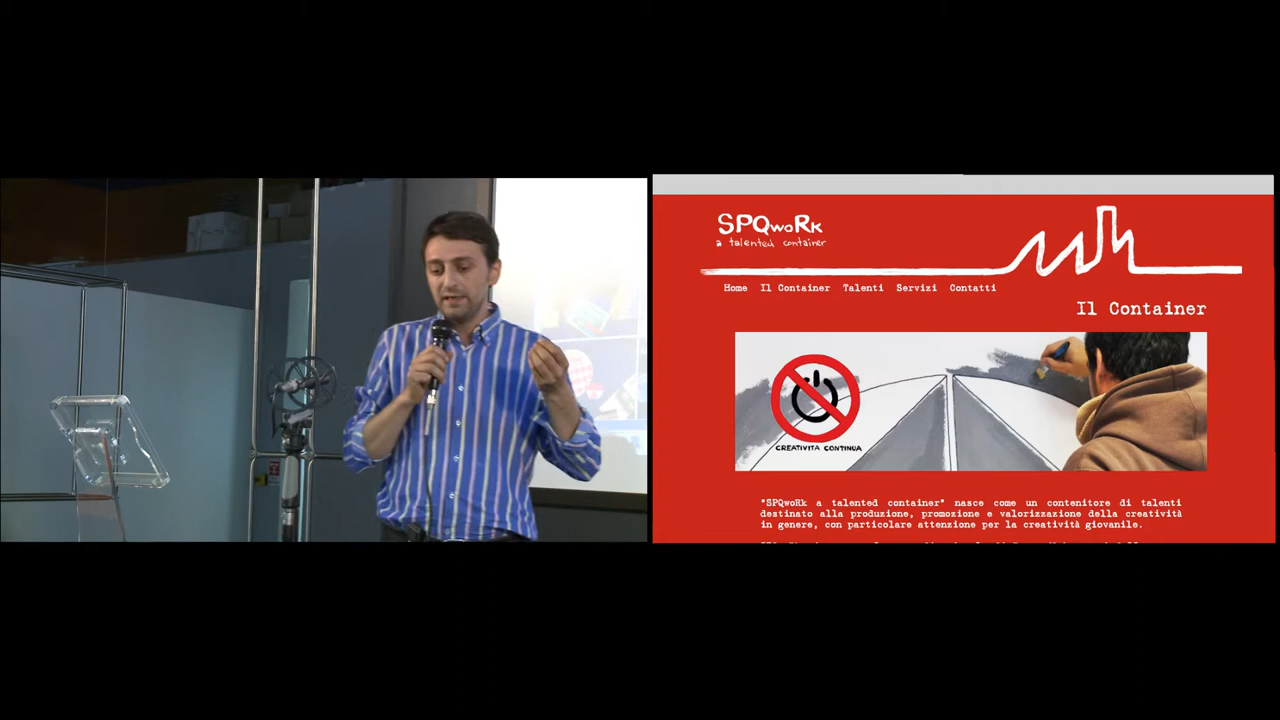 SPQwoRk
a talented container
Home Il Container Talenti Servizi Contatti
Il Container
CREATIVITA CONTINUA
"SPQwoRk a talented container" nasce come un contenitore di talenti
destinato alla produzione, promozione e valorizzazione della creatività
in genere, con particolare attenzione per la creatività giovanile.